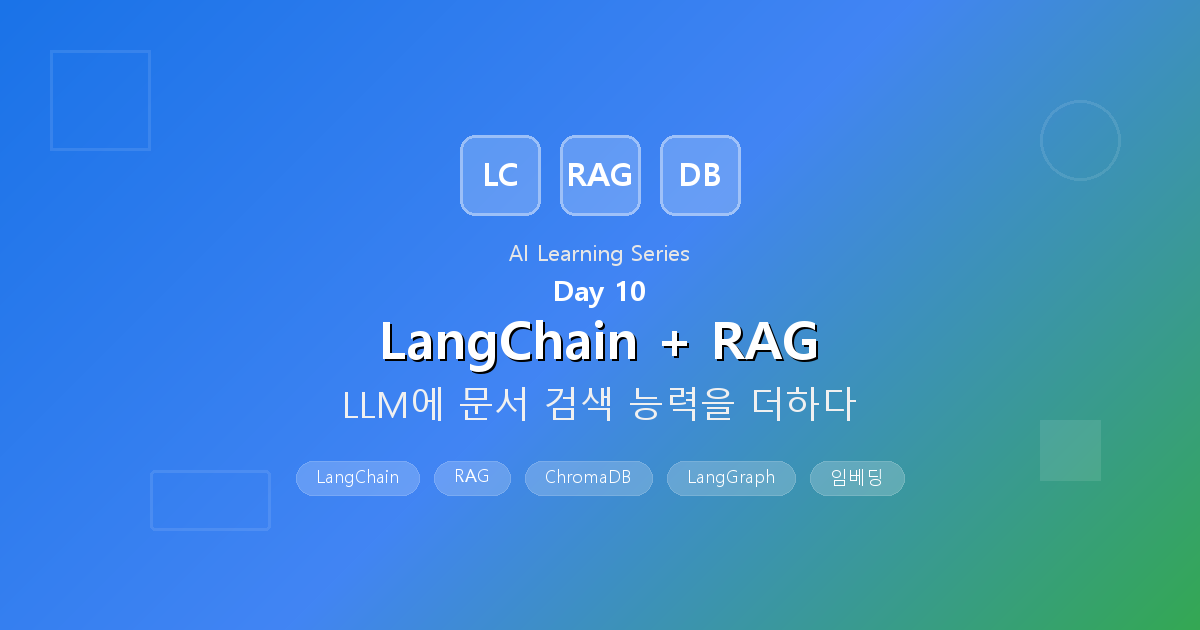 LC RAG DB
AI Learning Series
Day 10
LangChain + RAG
LLM에 문서 검색 능력을 더하다
LangChain RAG ChromaDB LangGraph 임베딩